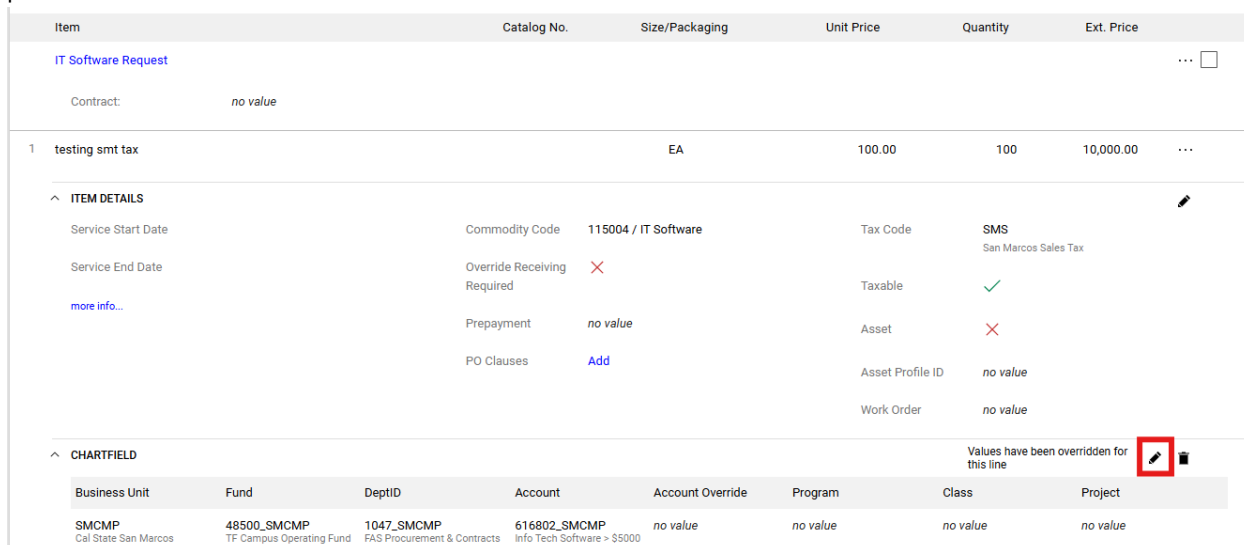 Item Catalog No. Size/Packaging Unit Price Quantity Ext. Price
IT Software Request ...
Contract: no value
1 testing smt tax EA 100.00 100 10,000.00 ...
ITEM DETAILS
Service Start Date Commodity Code 115004 / IT Software Tax Code SMS
San Marcos Sales Tax
Service End Date Override Receiving
Required
Taxable
more info...
Prepayment no value
Asset
PO Clauses Add
Asset Profile ID no value
Work Order no value
CHARTFIELD Values have been overridden for
this line
Business Unit Fund DeptID Account Account Override Program Class Project
SMCMP 48500_SMCMP 1047_SMCMP 616802_SMCMP no value no value no value no value
Cal State San Marcos TF Campus Operating Fund FAS Procurement & Contracts Info Tech Software > $5000